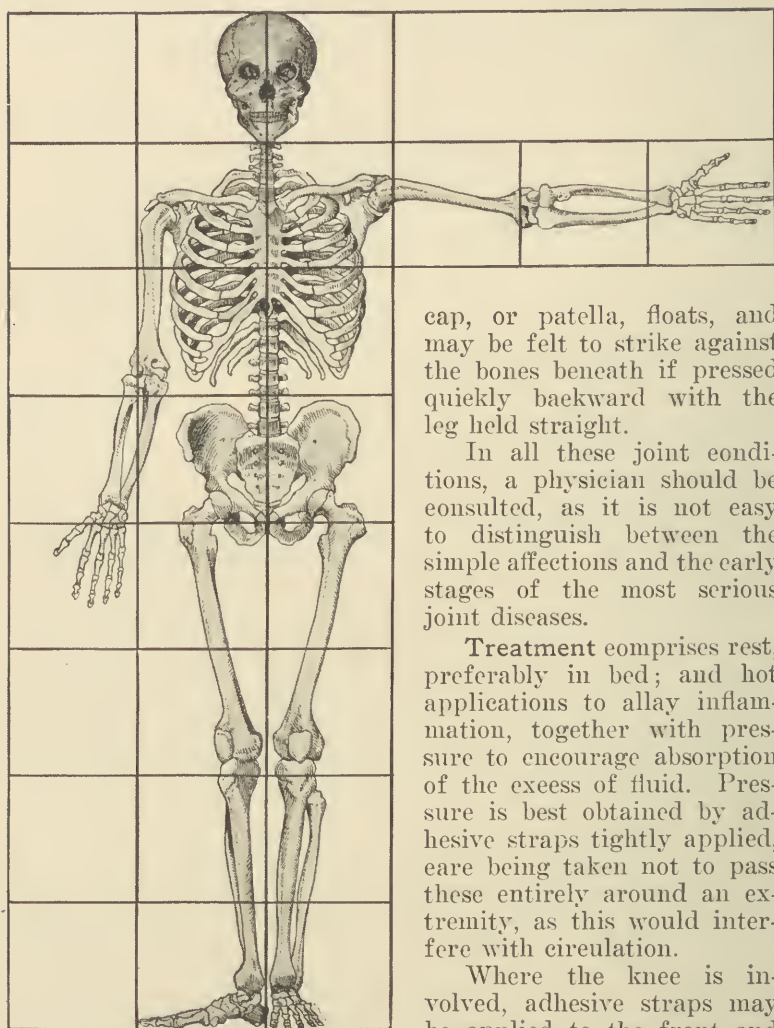 cap, or patella, floats, and
may be felt to strike against
the bones beneath if pressed
quickly backward with the
leg held straight.
In all these joint condi-
tions, a physician should be
consulted, as it is not easy
to distinguish between the
simple affections and the early
stages of the most serious
joint diseases.
Treatment comprises rest,
preferably in bed; and hot
applications to allay inflam-
mation, together with pres-
sure to encourage absorption
of the excess of fluid. Pres-
sure is best obtained by ad-
hesive straps tightly applied,
care being taken not to pass
these entirely around an ex-
tremity, as this would inter-
fere with circulation.
Where the knee is in-
volved, adhesive straps may
be applied to the front and